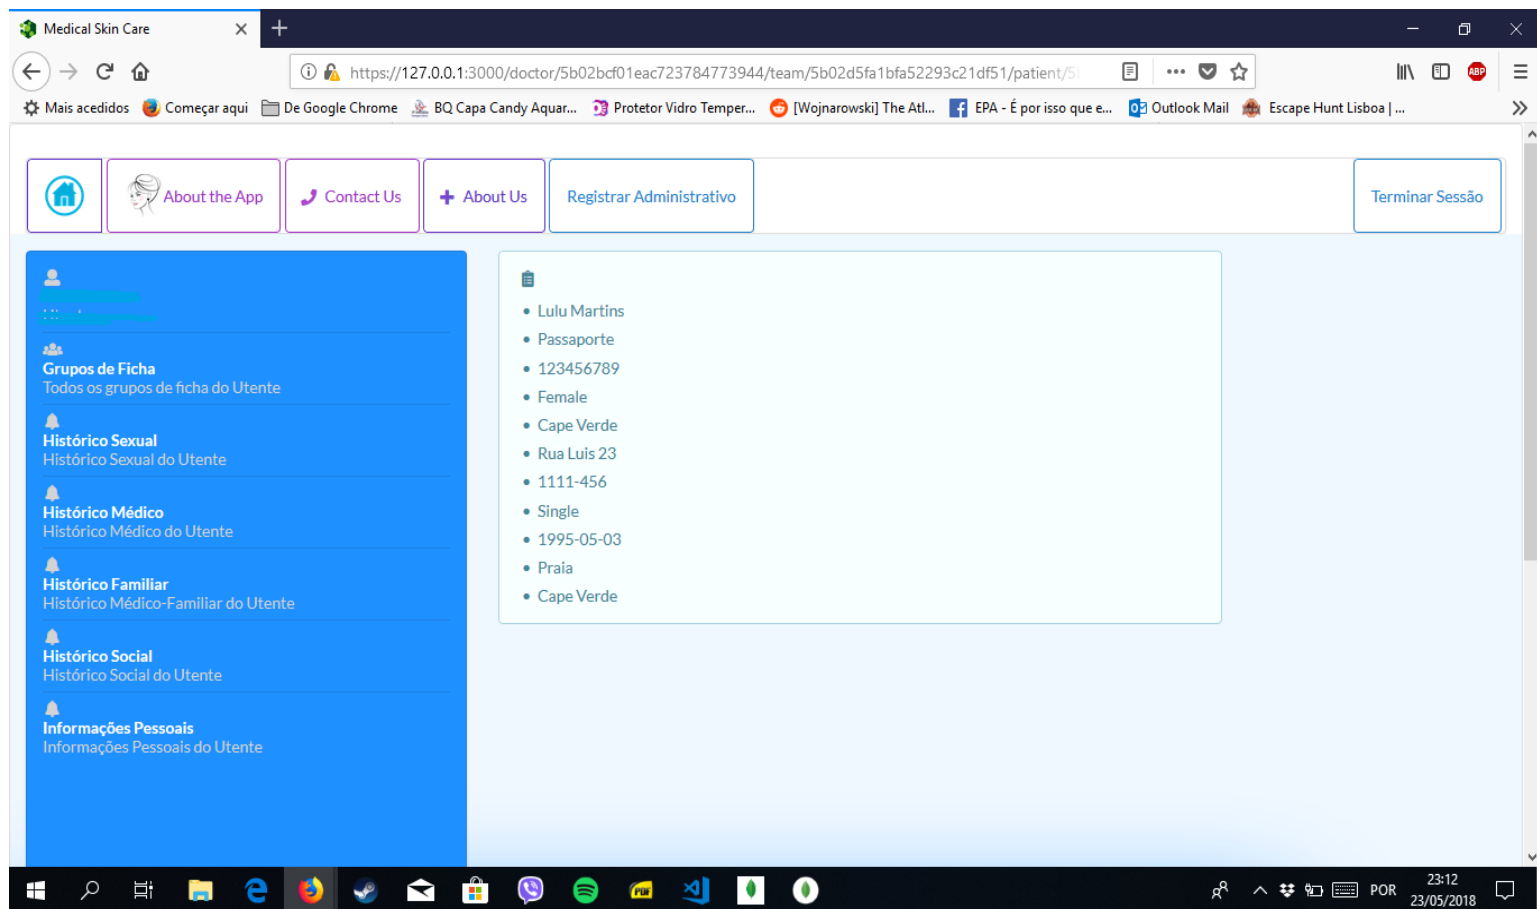 Medical Skin Care
https://127.0.0.1:3000/doctor/5b02bcf01eac723784773944/team/5b02d5fa1bfa52293c21df51/patient/5
ABP
Mais acedidos Começar aqui De Google Chrome BQ Capa Candy Aquar... Protetor Vidro Temper... [Wojnarowski] The Atl... EPA - É por isso que e... Outlook Mail Escape Hunt Lisboa | ...
About the App Contact Us About Us Registrar Administrativo Terminar Sessão
Grupos de Ficha
Todos os grupos de ficha do Utente
Histórico Sexual
Histórico Sexual do Utente
Histórico Médico
Histórico Médico do Utente
Histórico Familiar
Histórico Médico-Familiar do Utente
Histórico Social
Histórico Social do Utente
Informações Pessoais
Informações Pessoais do Utente
Lulu Martins
Passaporte
123456789
Female
Cape Verde
Rua Luis 23
1111-456
Single
1995-05-03
Praia
Cape Verde
PDF
POR
23:12
23/05/2018